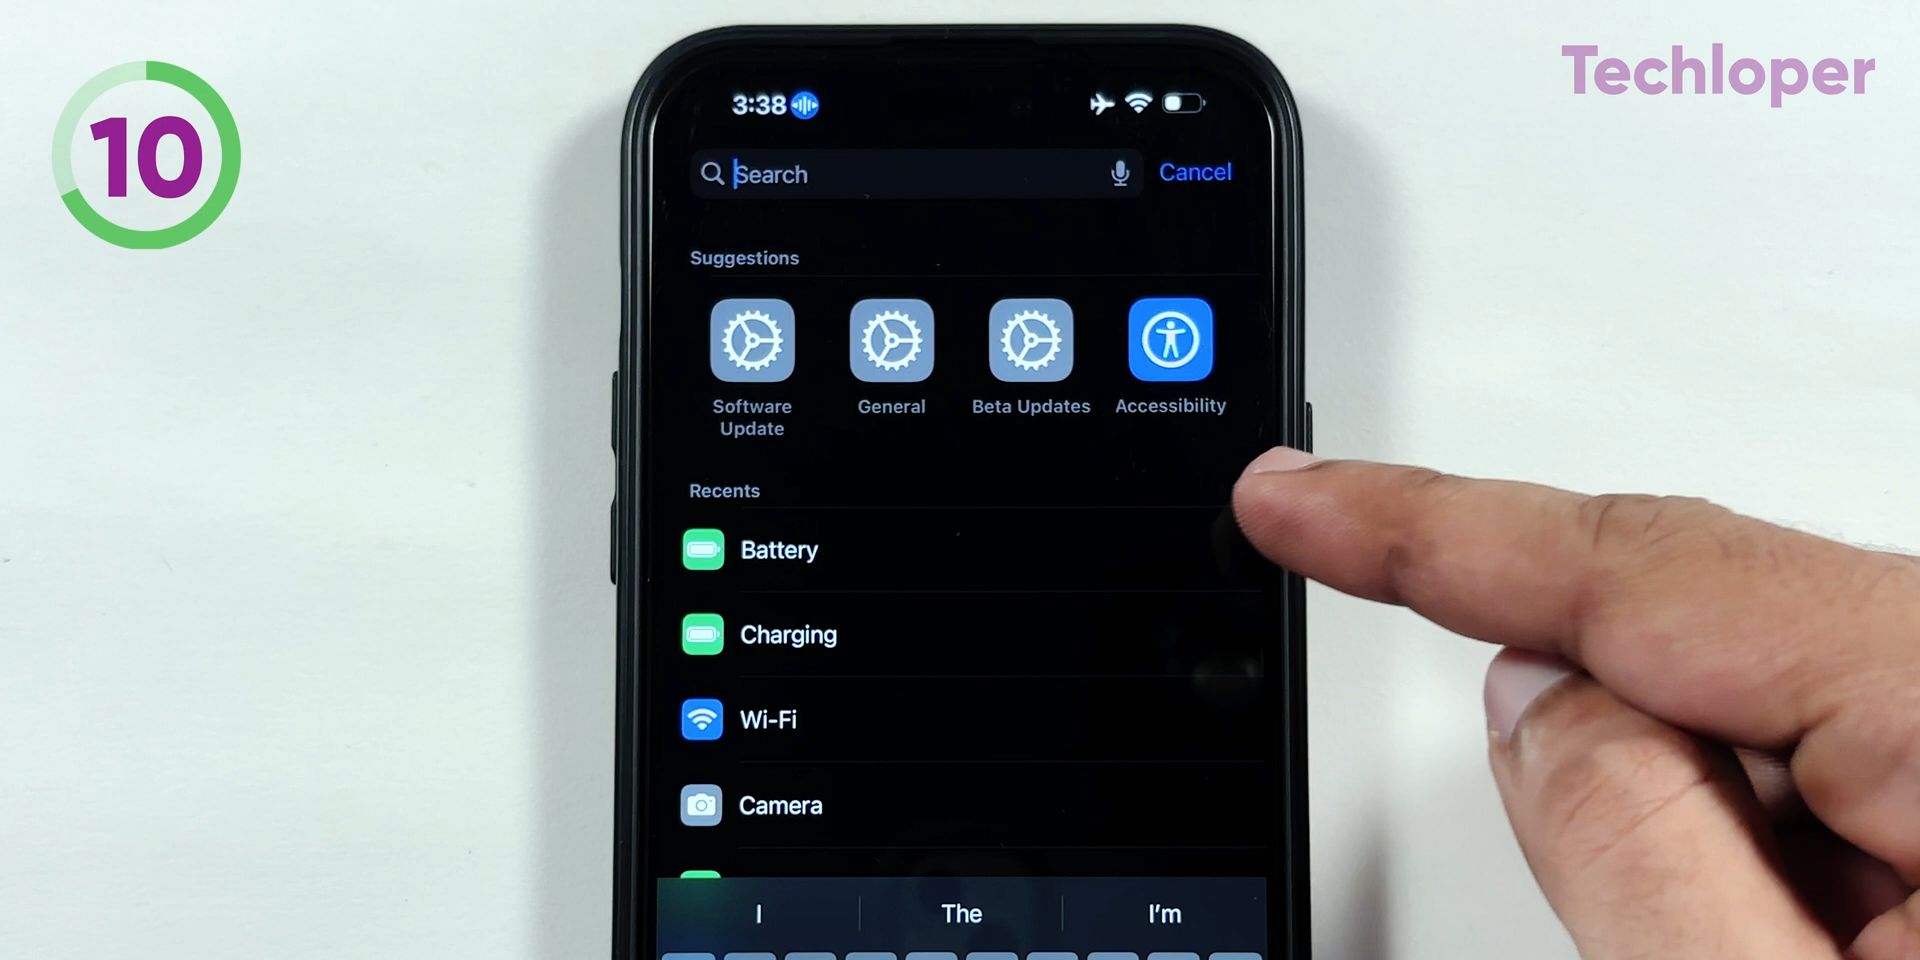 10
Techloper
3:38
Search
Cancel
Suggestions
Software
Update
General
Beta Updates
Accessibility
Recents
Battery
Charging
Wi-Fi
Camera
I
The
I'm